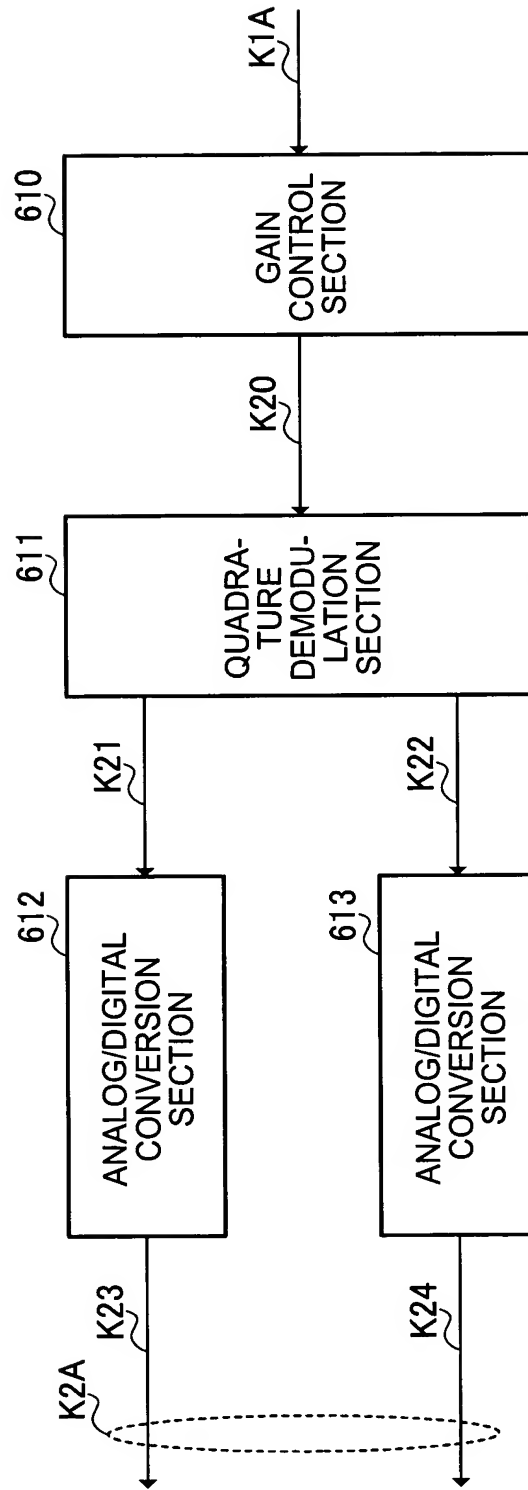 K1A
610
GAIN
CONTROL
SECTION
K20
611
QUADRA-
TURE
DEMODU-
LATION
SECTION
K21
K22
612
ANALOG/DIGITAL
CONVERSION
SECTION
613
ANALOG/DIGITAL
CONVERSION
SECTION
K23
K24
K2A